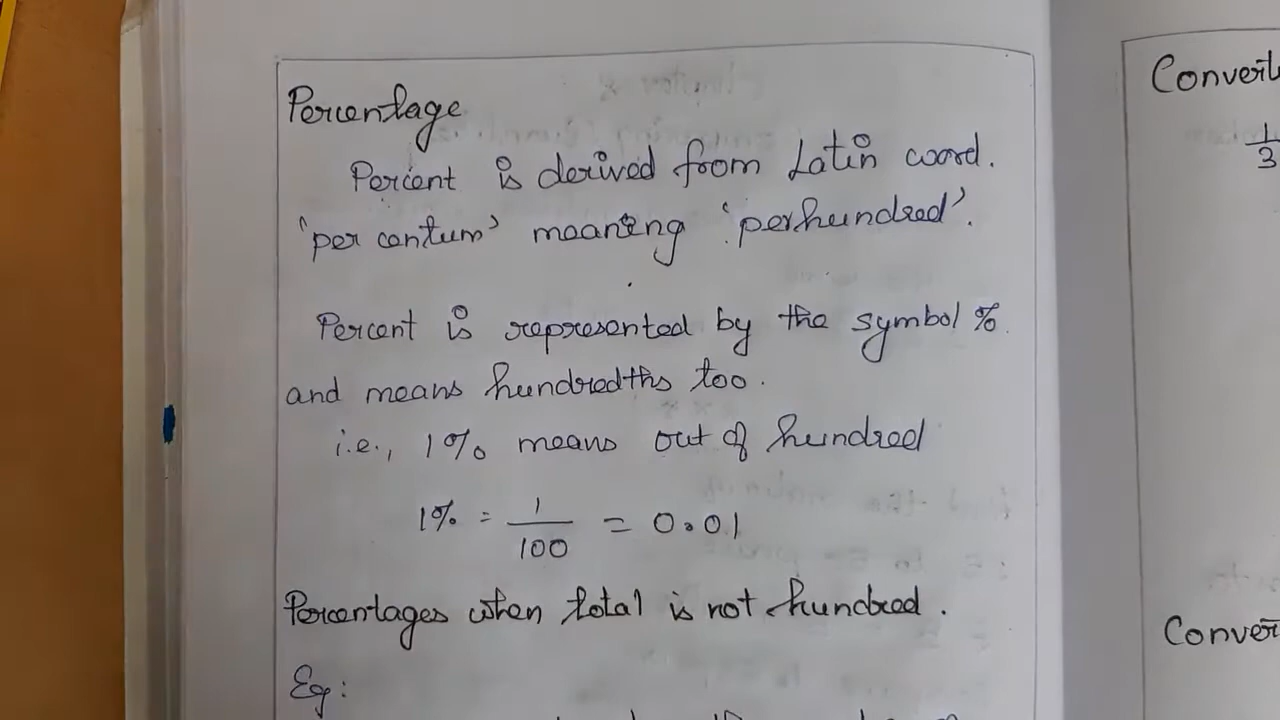 Percentage
Percent is derived from Latin word.
'per centum' meaning 'perhundred'.
Percent is represented by the symbol %
and means hundredths too.
i.e., 1% means out of hundred
1% = 1/100 = 0.01
Percentages when total is not hundred.
Eg:
Convert
1/3
Conver